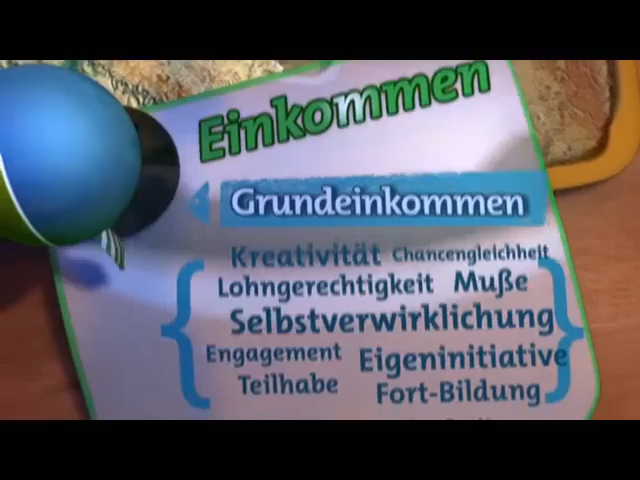 Einkommen
Grundeinkommen
Kreativität Chancengleichheit
Lohngerechtigkeit Muße
Selbstverwirklichung
Engagement Eigeninitiative
Teilhabe Fort-Bildung